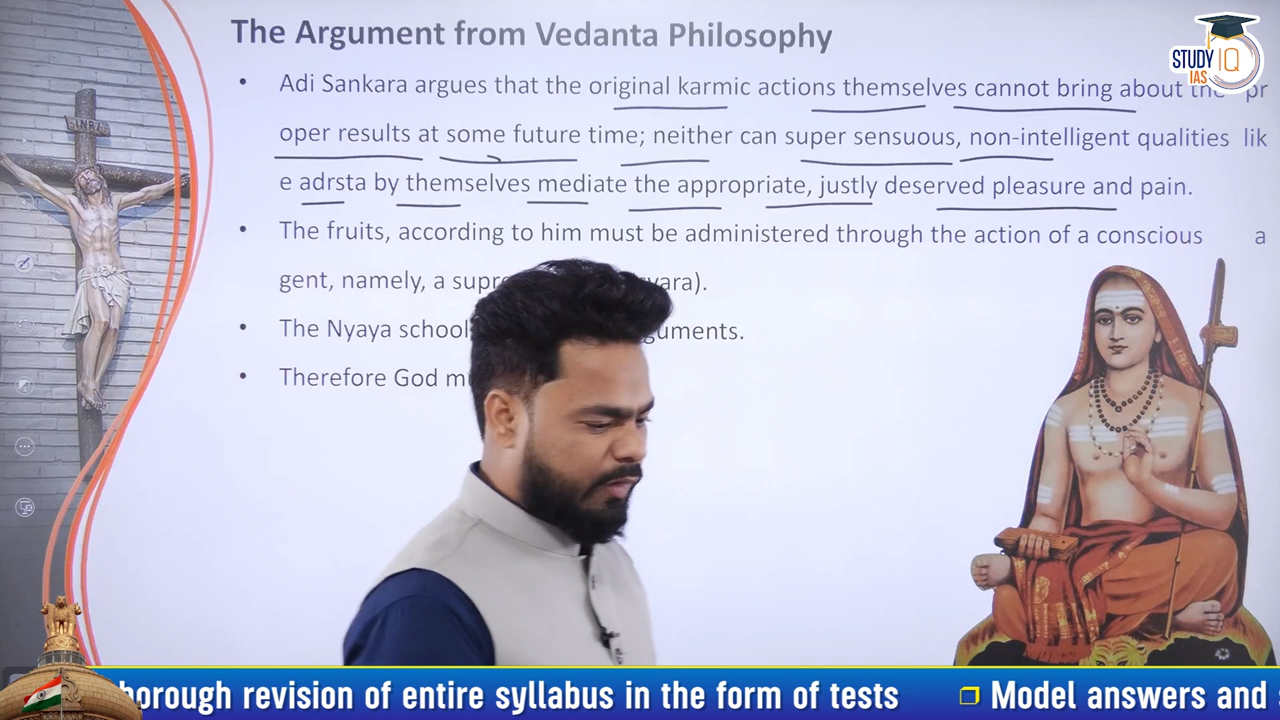 The Argument from Vedanta Philosophy
STUDY IQ
IAS
• Adi Sankara argues that the original karmic actions themselves cannot bring about the pr
oper results at some future time; neither can super sensuous, non-intelligent qualities lik
e adrsta by themselves mediate the appropriate, justly deserved pleasure and pain.
• The fruits, according to him must be administered through the action of a conscious a
gent, namely, a
• The Nyaya school
• Therefore God
INRI
thorough revision of entire syllabus in the form of tests ❒ Model answers and